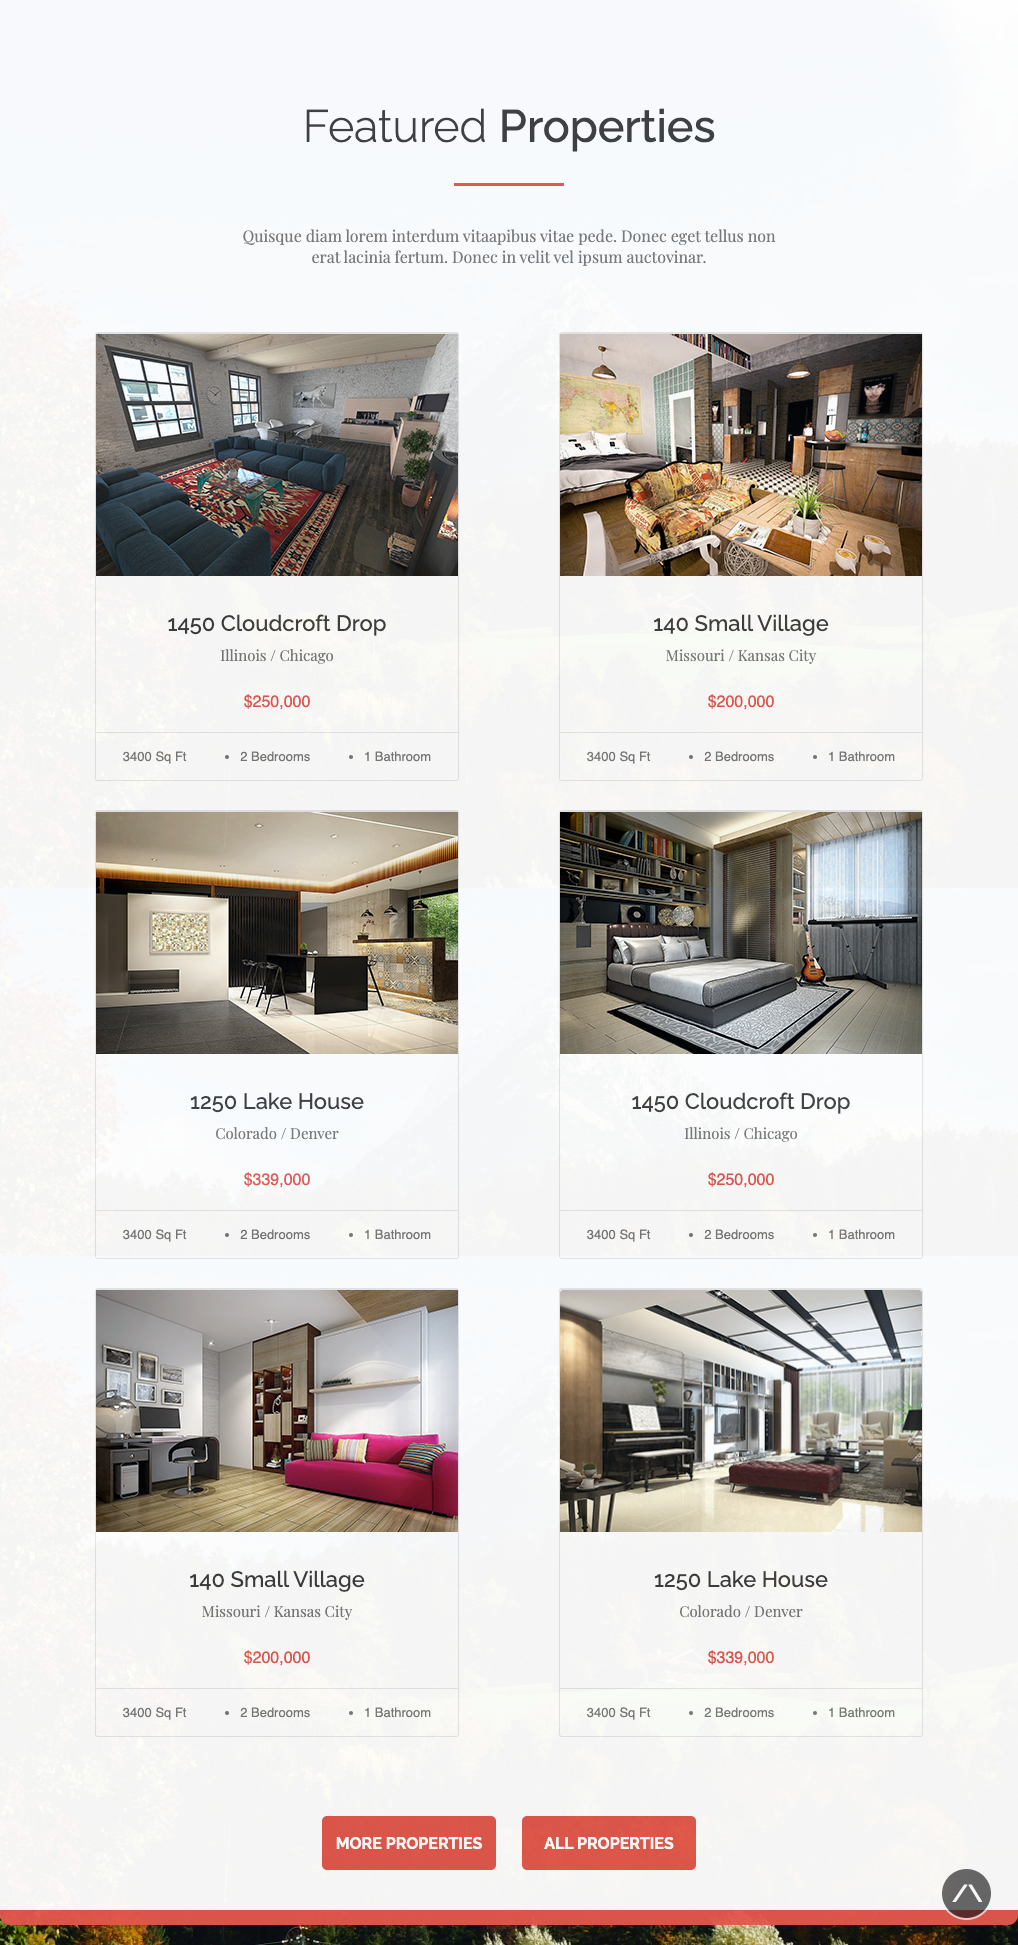 Featured Properties
Quisque diam lorem interdum vitaapibus vitae pede. Donec eget tellus non
erat lacinia fertum. Donec in velit vel ipsum auctovinar.
1450 Cloudcroft Drop
Illinois / Chicago
$250,000
3400 Sq Ft • 2 Bedrooms • 1 Bathroom
140 Small Village
Missouri / Kansas City
$200,000
3400 Sq Ft • 2 Bedrooms • 1 Bathroom
1250 Lake House
Colorado / Denver
$339,000
3400 Sq Ft • 2 Bedrooms • 1 Bathroom
1450 Cloudcroft Drop
Illinois / Chicago
$250,000
3400 Sq Ft • 2 Bedrooms • 1 Bathroom
140 Small Village
Missouri / Kansas City
$200,000
3400 Sq Ft • 2 Bedrooms • 1 Bathroom
1250 Lake House
Colorado / Denver
$339,000
3400 Sq Ft • 2 Bedrooms • 1 Bathroom
MORE PROPERTIES
ALL PROPERTIES